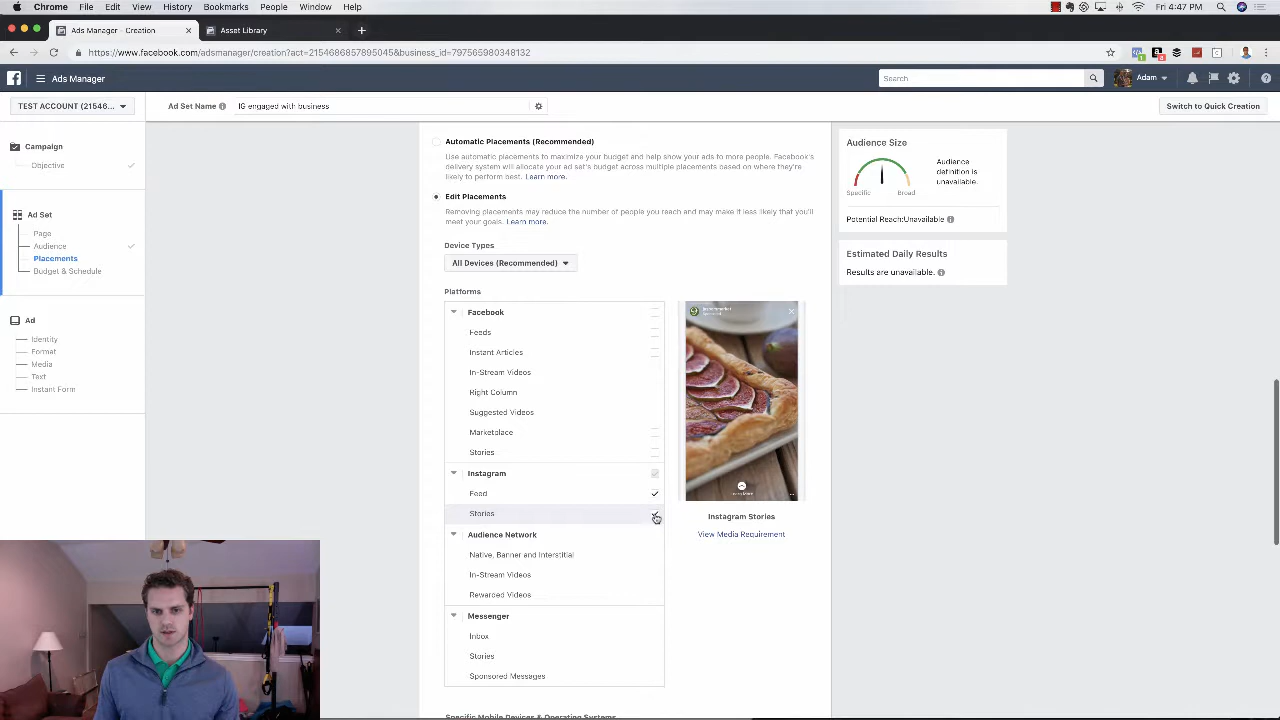 Chrome File Edit View History Bookmarks People Window Help
Fri 4:47 PM
Ads Manager - Creation
Asset Library
https://www.facebook.com/adsmanager/creation?act=2154686857895045&business_id=797565980348132
Ads Manager
Search
Adam
TEST ACCOUNT (21546...
Ad Set Name
IG engaged with business
Switch to Quick Creation
Campaign
Objective
Ad Set
Page
Audience
Placements
Budget & Schedule
Ad
Identity
Format
Media
Text
Instant Form
Automatic Placements (Recommended)
Use automatic placements to maximize your budget and help show your ads to more people. Facebook's
delivery system will allocate your ad set's budget across multiple placements based on where they're
likely to perform best. Learn more.
Edit Placements
Removing placements may reduce the number of people you reach and may make it less likely that you'll
meet your goals. Learn more.
Device Types
All Devices (Recommended)
Platforms
Facebook
Feeds
Instant Articles
In-Stream Videos
Right Column
Suggested Videos
Marketplace
Stories
Instagram
Feed
Stories
Audience Network
Native, Banner and Interstitial
In-Stream Videos
Rewarded Videos
Messenger
Inbox
Stories
Sponsored Messages
Specific Mobile Devices & Operating Systems
Instagram Stories
View Media Requirement
Audience Size
Specific
Broad
Audience
definition is
unavailable.
Potential Reach:Unavailable
Estimated Daily Results
Results are unavailable.